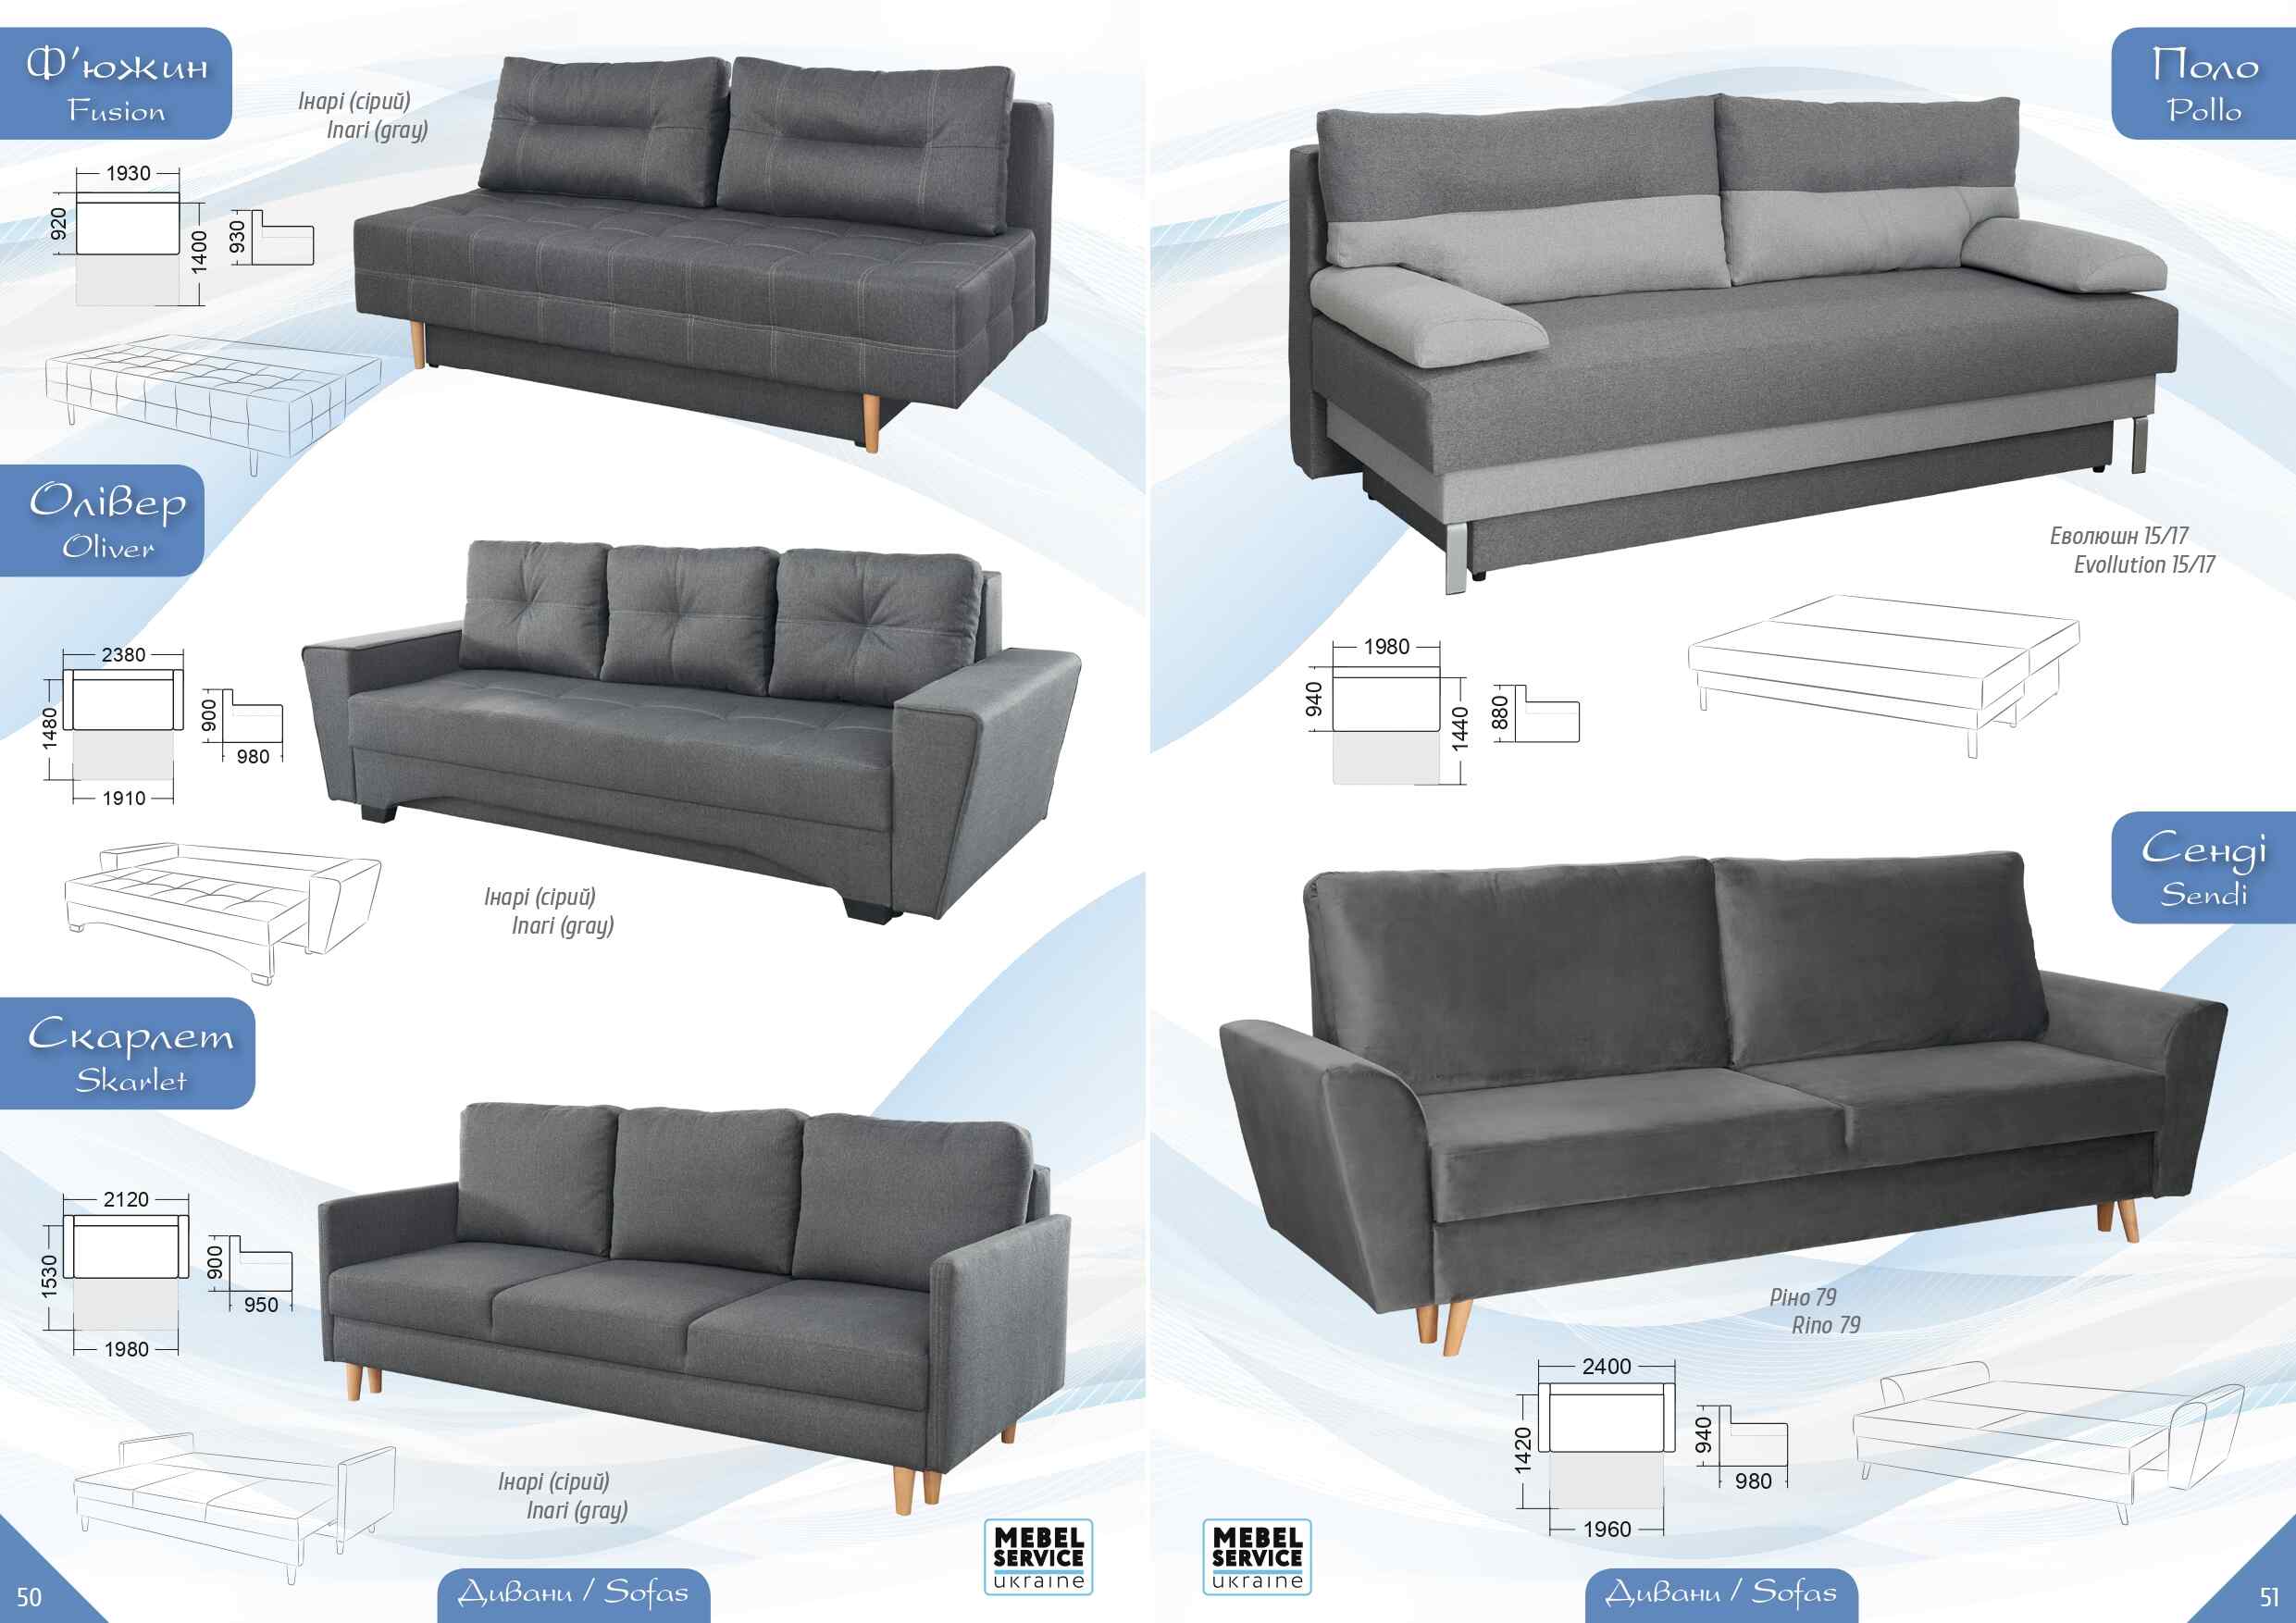 Ф'южин
Fusion
Інарі (сірий)
Inari (gray)
1930
920
1400
930
Олівер
Oliver
2380
1480
900
980
1910
Інарі (сірий)
Inari (gray)
Скарлет
Skarlet
2120
1530
900
950
1980
Інарі (сірий)
Inari (gray)
MEBEL
SERVICE
ukraine
50
Дивани / Sofas
Поло
Pollo
Еволюшн 15/17
Evollution 15/17
1980
940
1440
880
Сенді
Sendi
Ріно 79
Rino 79
2400
1420
940
980
1960
MEBEL
SERVICE
ukraine
Дивани / Sofas
51